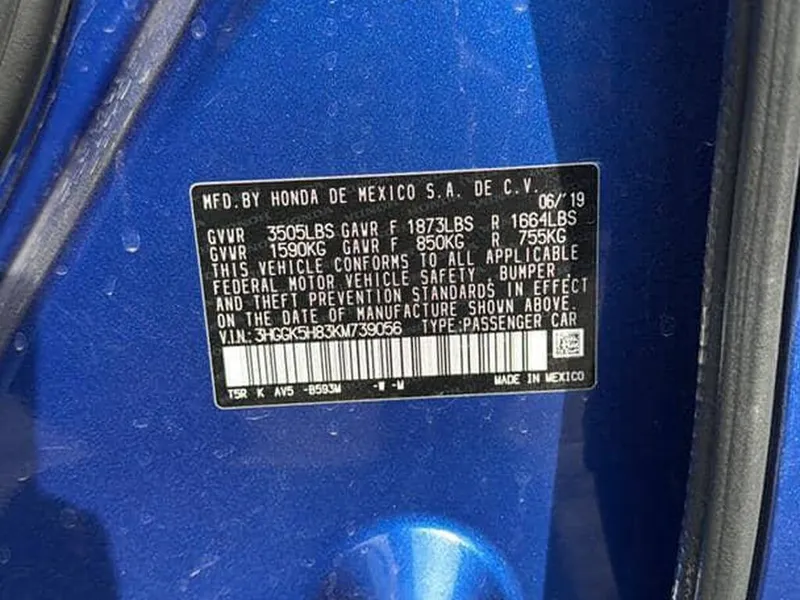 MFD.BY HONDA DE MEXICO S.A. DE C.V.
06/'19
GVWR 3505LBS GAWR F 1873LBS R 1664LBS
GVWR 1590KG GAWR F 850KG R 755KG
THIS VEHICLE CONFORMS TO ALL APPLICABLE
FEDERAL MOTOR VEHICLE SAFETY, BUMPER
AND THEFT PREVENTION STANDARDS IN EFFECT
ON THE DATE OF MANUFACTURE SHOWN ABOVE.
V.I.N.: 3HGGK5H83KM739056 TYPE:PASSENGER CAR
T5R K AV5 -B593M -W -M MADE IN MEXICO